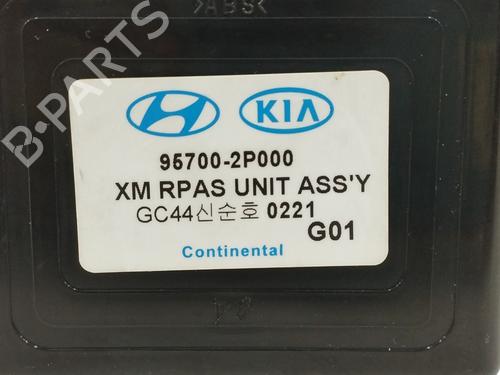 >ABS<
B-PARTS
KIA
95700-2P000
XM RPAS UNIT ASS'Y
GC44신순호 0221
G01
Continental